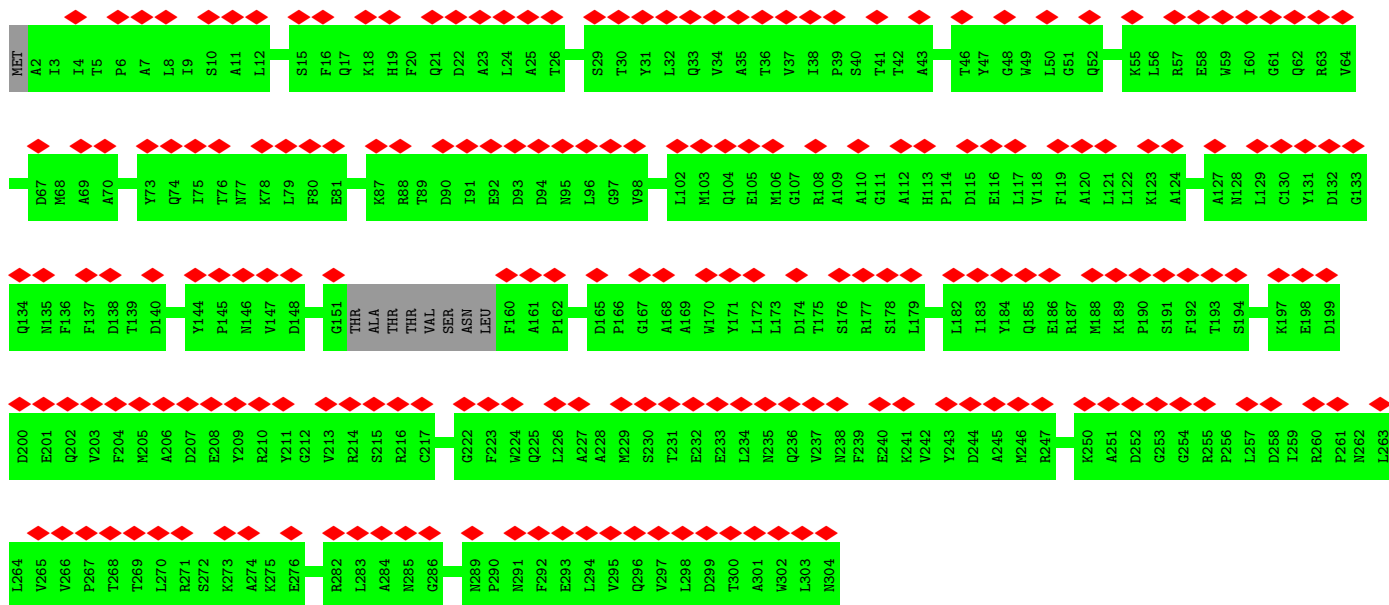 MET A2 I3 I4 T5 P6 A7 L8 I9 S10 A11 L12 S15 F16 Q17 K18 H19 F20 Q21 D22 A23 L24 A25 T26 S29 T30 Y31 L32 Q33 V34 A35 T36 V37 I38 P39 S40 T41 T42 A43 T46 Y47 G48 W49 L50 G51 Q52 K55 L56 R57 E58 W59 I60 G61 Q62 R63 V64
D67 M68 A69 A70 Y73 Q74 I75 T76 N77 K78 L79 F80 E81 K87 R88 T89 D90 I91 E92 D93 D94 N95 L96 G97 V98 L102 M103 Q104 E105 M106 G107 R108 A109 A110 G111 A112 H113 P114 D115 E116 L117 V118 F119 A120 L121 L122 K123 A124 A127 N128 L129 C130 Y131 D132 G133
Q134 N135 F136 F137 D138 T139 D140 Y144 P145 N146 V147 D148 G151 THR ALA THR THR VAL SER ASN LEU F160 A161 P162 D165 P166 G167 A168 A169 W170 Y171 L172 L173 D174 T175 S176 R177 S178 L179 L182 I183 Y184 Q185 E186 R187 M188 K189 P190 S191 F192 T193 S194 K197 E198 D199
D200 E201 Q202 V203 F204 M205 A206 D207 E208 Y209 R210 Y211 G212 V213 R214 S215 R216 C217 G222 F223 W224 Q225 L226 A227 A228 M229 S230 T231 E232 E233 L234 N235 Q236 V237 N238 F239 E240 K241 V242 Y243 D244 A245 M246 R247 K250 A251 D252 G253 G254 R255 P256 L257 D258 I259 R260 P261 N262 L263
L264 V265 V266 P267 T268 T269 L270 R271 S272 K273 A274 K275 E276 R282 L283 A284 N285 G286 N289 P290 N291 F292 E293 L294 V295 Q296 V297 L298 D299 T300 A301 W302 L303 N304